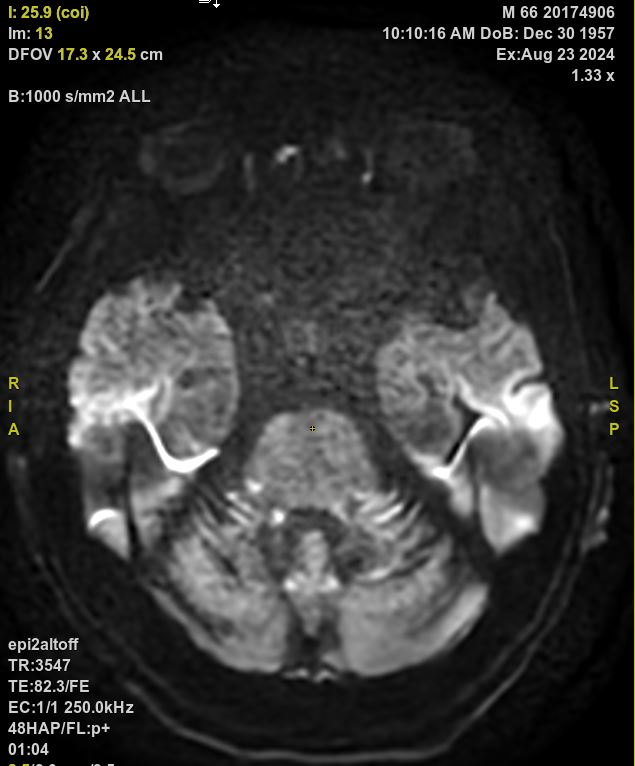 I: 25.9 (coi)
Im: 13
DFOV 17.3 x 24.5 cm
B:1000 s/mm2 ALL
M 66 20174906
10:10:16 AM DoB: Dec 30 1957
Ex:Aug 23 2024
1.33 x
R
I
A
L
S
P
epi2altoff
TR:3547
TE:82.3/FE
EC:1/1 250.0kHz
48HAP/FL:p+
01:04